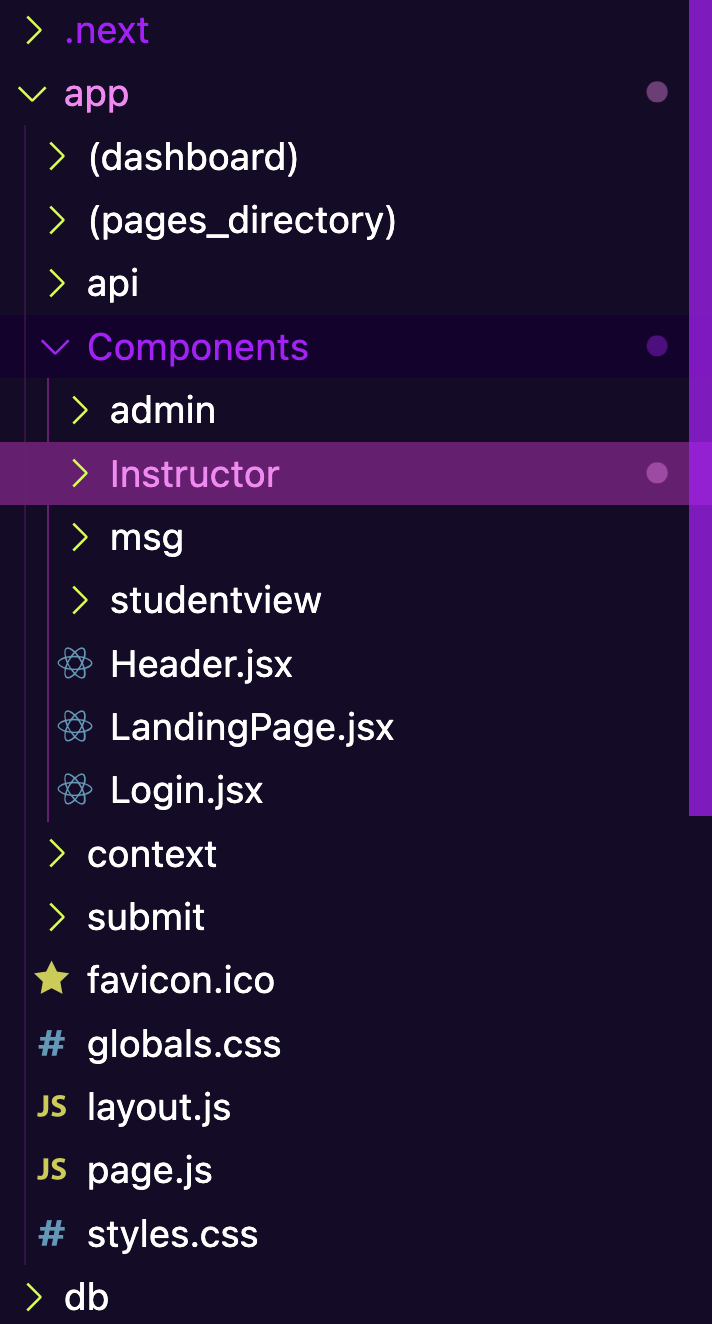 .next
app
(dashboard)
(pages_directory)
api
Components
admin
Instructor
msg
studentview
Header.jsx
LandingPage.jsx
Login.jsx
context
submit
favicon.ico
# globals.css
JS layout.js
JS page.js
# styles.css
db